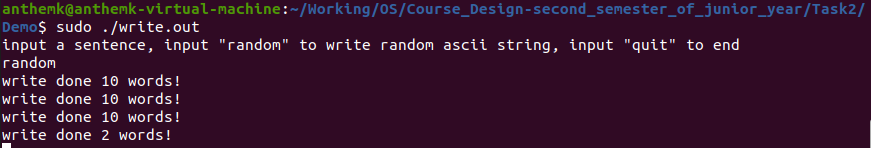 anthemk@anthemk-virtual-machine:~/Working/OS/Course_Design-second_semester_of_junior_year/Task2/
Demo$ sudo ./write.out
input a sentence, input "random" to write random ascii string, input "quit" to end
random
write done 10 words!
write done 10 words!
write done 10 words!
write done 2 words!